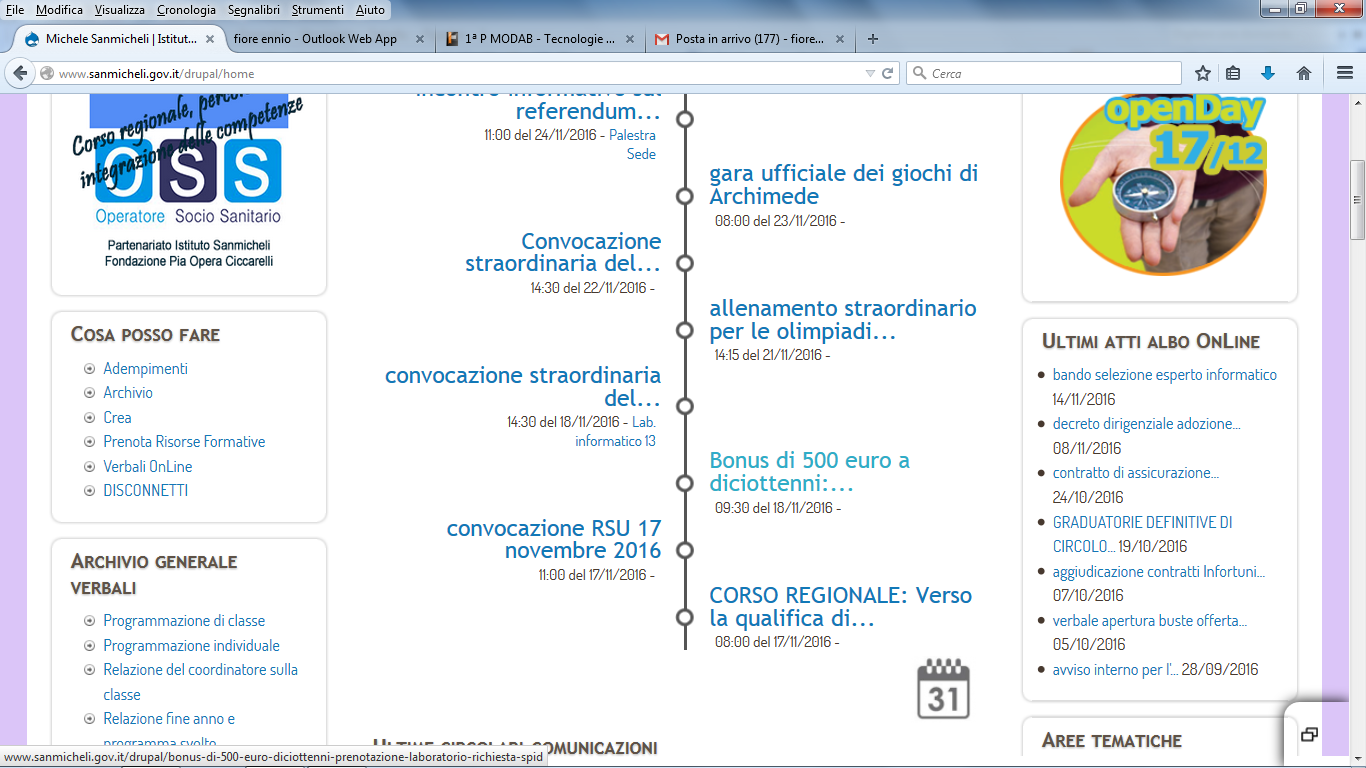 File Modifica Visualizza Cronologia Segnalibri Strumenti Aiuto
Michele Sanmicheli | Istitut...
fiore ennio - Outlook Web App
1ª P MODAB - Tecnologie ...
Posta in arrivo (177) - fiore...
www.sanmicheli.gov.it/drupal/home
Cerca
Corso regionale, perco
integrazione delle competenze
OSS
Operatore Socio Sanitario
Partenariato Istituto Sanmicheli
Fondazione Pia Opera Ciccarelli
Cosa posso fare
Adempimenti
Archivio
Crea
Prenota Risorse Formative
Verbali OnLine
DISCONNETTI
Archivio generale
verbali
Programmazione di classe
Programmazione individuale
Relazione del coordinatore sulla
classe
Relazione fine anno e
programma svolto
incontro informativo sul
referendum...
11:00 del 24/11/2016 - Palestra
Sede
gara ufficiale dei giochi di
Archimede
08:00 del 23/11/2016 -
Convocazione
straordinaria del...
14:30 del 22/11/2016 -
allenamento straordinario
per le olimpiadi...
14:15 del 21/11/2016 -
convocazione straordinaria
del...
14:30 del 18/11/2016 - Lab.
informatico 13
Bonus di 500 euro a
diciottenni:...
09:30 del 18/11/2016 -
convocazione RSU 17
novembre 2016
11:00 del 17/11/2016 -
CORSO REGIONALE: Verso
la qualifica di...
08:00 del 17/11/2016 -
31
Ultime circolari comunicazioni
openDay
17/12
Ultimi atti albo OnLine
bando selezione esperto informatico
14/11/2016
decreto dirigenziale adozione...
08/11/2016
contratto di assicurazione...
24/10/2016
GRADUATORIE DEFINITIVE DI
CIRCOLO... 19/10/2016
aggiudicazione contratti Infortuni...
07/10/2016
verbale apertura buste offerta...
05/10/2016
avviso interno per l'... 28/09/2016
Aree tematiche
www.sanmicheli.gov.it/drupal/bonus-di-500-euro-diciottenni-prenotazione-laboratorio-richiesta-spid